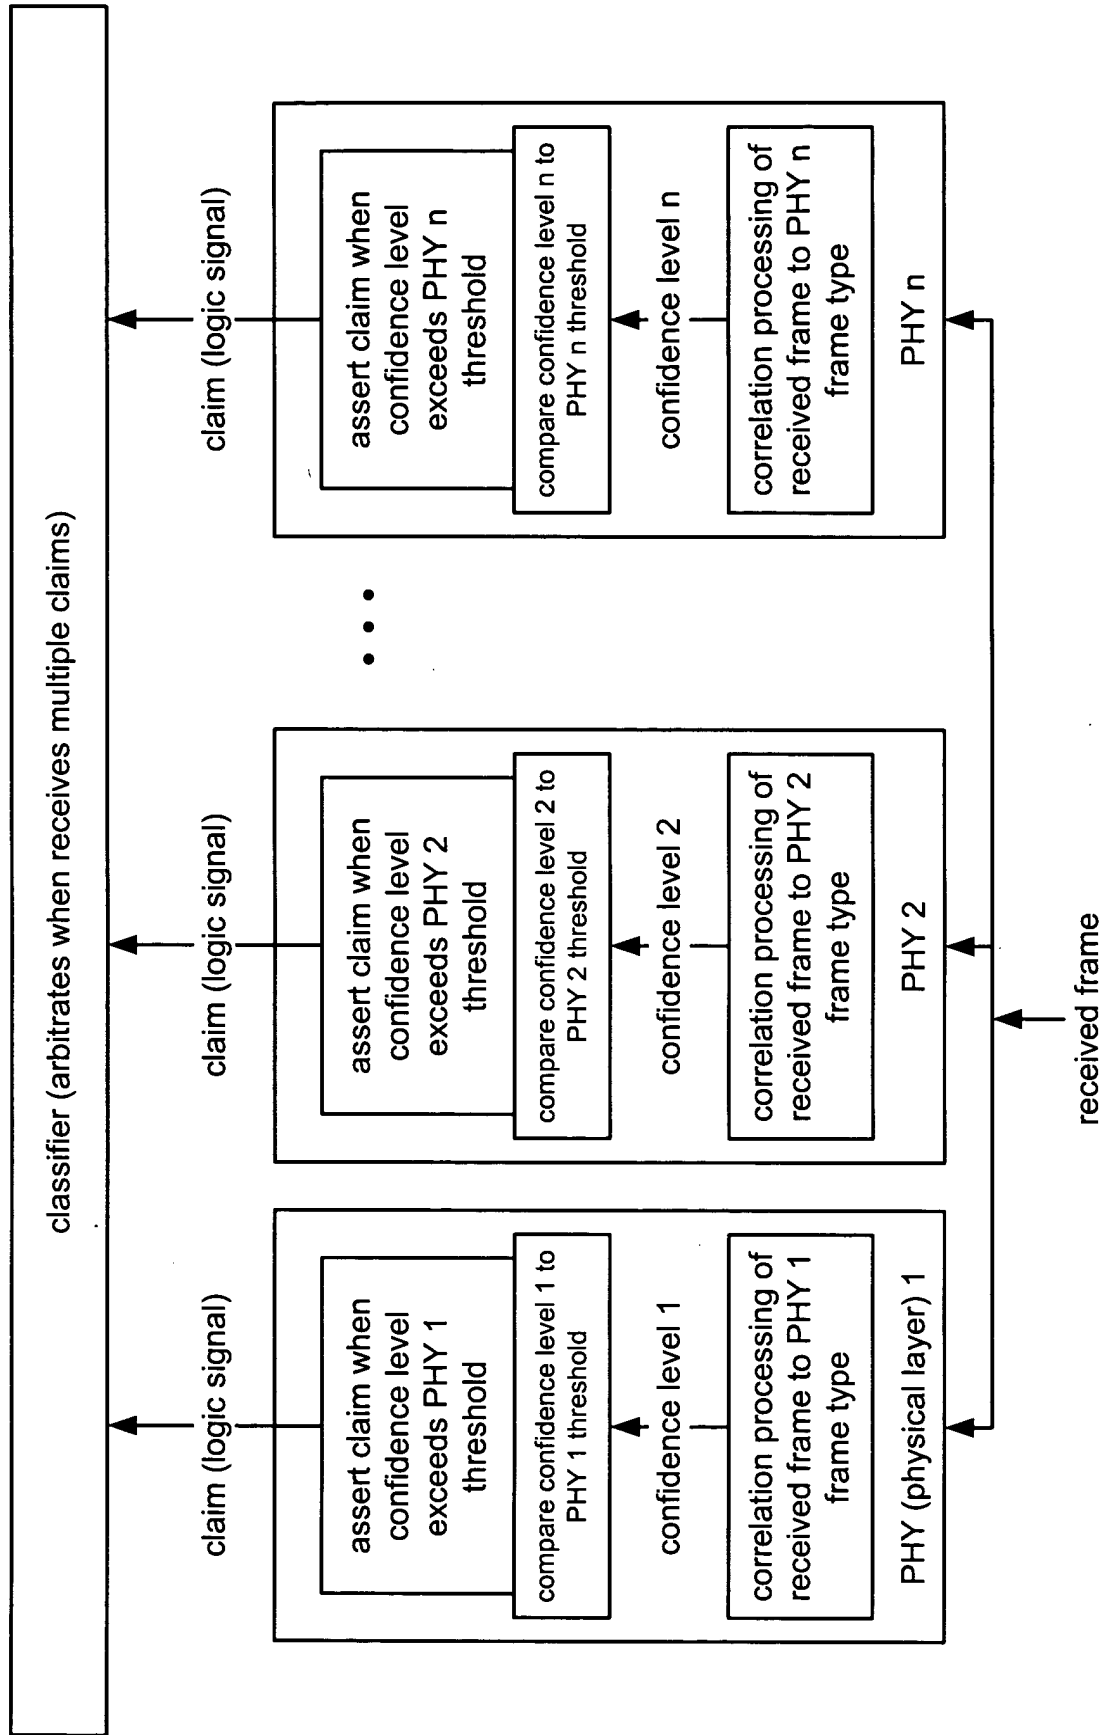 classifier (arbitrates when receives multiple claims)
claim (logic signal)
assert claim when
confidence level
exceeds PHY 1
threshold
compare confidence level 1 to
PHY 1 threshold
confidence level 1
correlation processing of
received frame to PHY 1
frame type
PHY (physical layer) 1
claim (logic signal)
assert claim when
confidence level
exceeds PHY 2
threshold
compare confidence level 2 to
PHY 2 threshold
confidence level 2
correlation processing of
received frame to PHY 2
frame type
PHY 2
claim (logic signal)
assert claim when
confidence level
exceeds PHY n
threshold
compare confidence level n to
PHY n threshold
confidence level n
correlation processing of
received frame to PHY n
frame type
PHY n
received frame